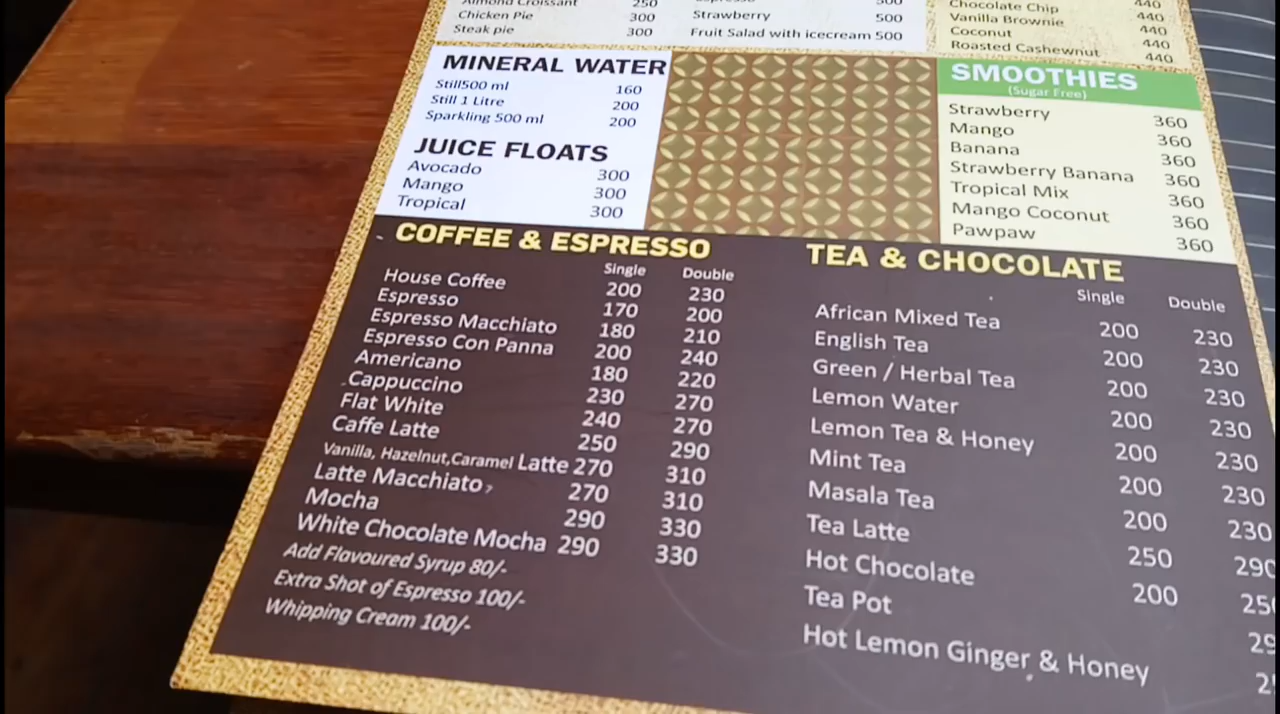 Almond Croissant 250
Chicken Pie 300
Steak pie 300
Strawberry 500
Fruit Salad with icecream 500
Chocolate Chip 440
Vanilla Brownie 440
Coconut 440
Roasted Cashewnut 440
MINERAL WATER
Still500 ml 160
Still 1 Litre 200
Sparkling 500 ml 200
JUICE FLOATS
Avocado 300
Mango 300
Tropical 300
SMOOTHIES
(Sugar Free)
Strawberry 360
Mango 360
Banana 360
Strawberry Banana 360
Tropical Mix 360
Mango Coconut 360
Pawpaw 360
COFFEE & ESPRESSO
Single Double
House Coffee 200 230
Espresso 170 200
Espresso Macchiato 180 210
Espresso Con Panna 200 240
Americano 180 220
Cappuccino 230 270
Flat White 240 270
Caffe Latte 250 290
Vanilla, Hazelnut,Caramel Latte 270 310
Latte Macchiato, 270 310
Mocha 290 330
White Chocolate Mocha 290 330
Add Flavoured Syrup 80/-
Extra Shot of Espresso 100/-
Whipping Cream 100/-
TEA & CHOCOLATE
Single Double
African Mixed Tea 200 230
English Tea 200 230
Green / Herbal Tea 200 230
Lemon Water 200 230
Lemon Tea & Honey 200 230
Mint Tea 200 230
Masala Tea 200 230
Tea Latte 250 290
Hot Chocolate 200 250
Tea Pot
Hot Lemon Ginger & Honey